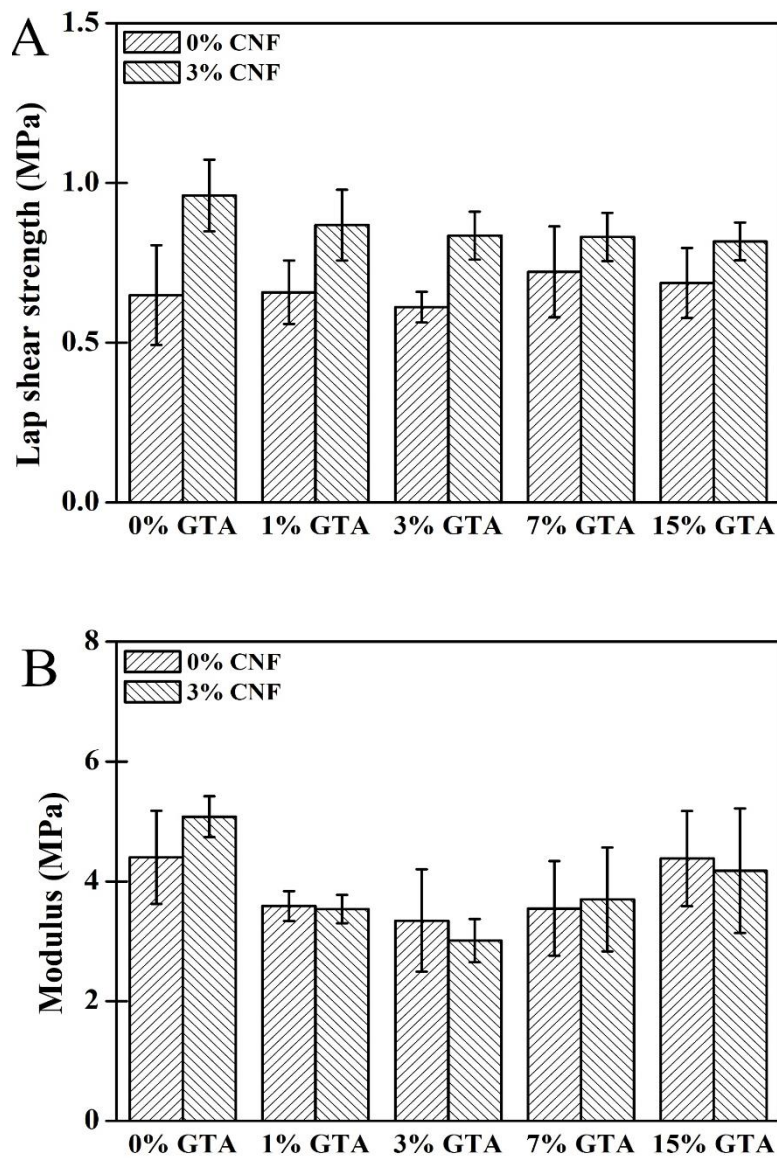 A
0% CNF
3% CNF
Lap shear strength (MPa)
1.5
1.0
0.5
0.0
0% GTA 1% GTA 3% GTA 7% GTA 15% GTA
B
0% CNF
3% CNF
Modulus (MPa)
8
6
4
2
0
0% GTA 1% GTA 3% GTA 7% GTA 15% GTA